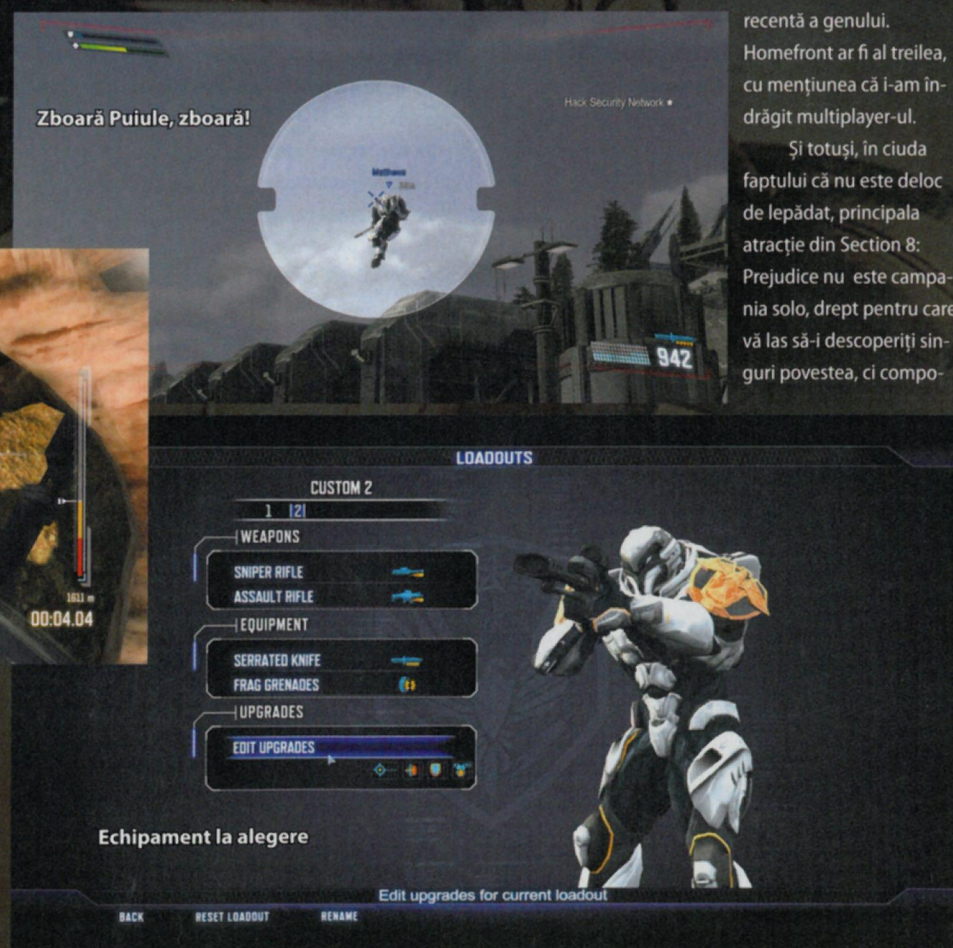 Zboară Puiule, zboară!
Hack Security Network
942
recentă a genului.
Homefront ar fi al treilea,
cu mențiunea că i-am în-
drăgit multiplayer-ul.
Și totuși, în ciuda
faptului că nu este deloc
de lepădat, principala
atracție din Section 8:
Prejudice nu este campa-
nia solo, drept pentru care
vă las să-i descoperiți sin-
guri povestea, ci compo-
1611 m
00:04.04
LOADOUTS
CUSTOM 2
1 |2|
WEAPONS
SNIPER RIFLE
ASSAULT RIFLE
EQUIPMENT
SERRATED KNIFE
FRAG GRENADES
UPGRADES
EDIT UPGRADES
Echipament la alegere
Edit upgrades for current loadout
BACK RESET LOADOUT RENAME